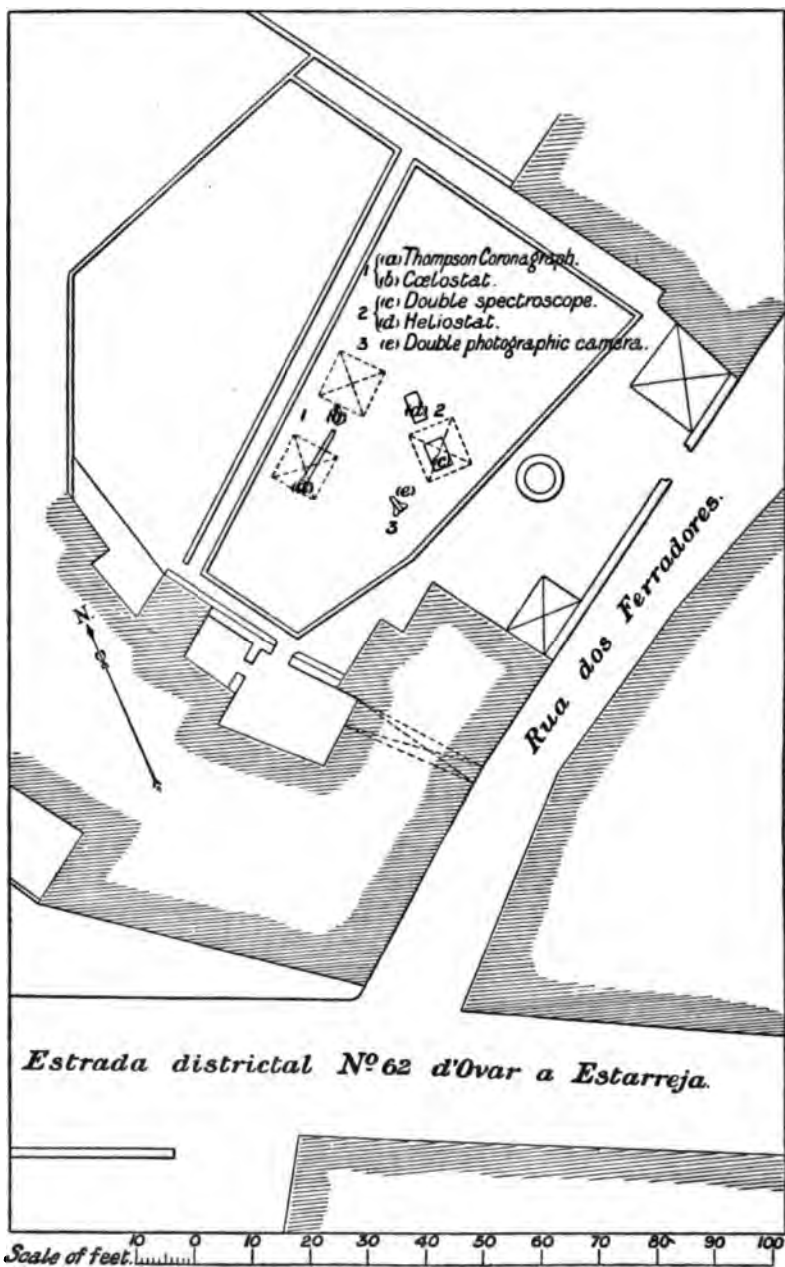 1 { (a) Thompson Coronagraph.
(b) Cœlostat.
2 { (c) Double spectroscope.
(d) Heliostat.
3 (e) Double photographic camera.
1 (b)
(d) 2
(a)
(c)
(e)
3
N.
Rua dos Ferradores.
Estrada districtal Nº 62 d'Ovar a Estarreja.
Scale of feet. 10 0 10 20 30 40 50 60 70 80 90 100